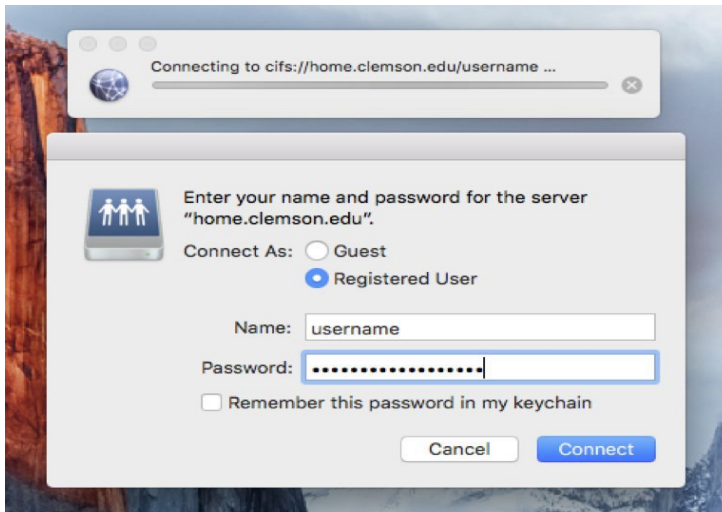 Connecting to cifs://home.clemson.edu/username ...
Enter your name and password for the server
“home.clemson.edu”.
Connect As: Guest
Registered User
Name: username
Password: ••••••••••••••••••
Remember this password in my keychain
Cancel Connect